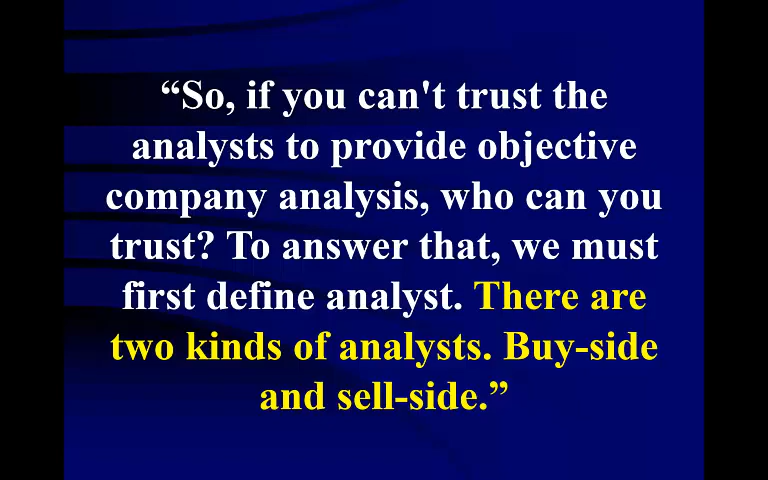 “So, if you can't trust the
analysts to provide objective
company analysis, who can you
trust? To answer that, we must
first define analyst. There are
two kinds of analysts. Buy-side
and sell-side.”